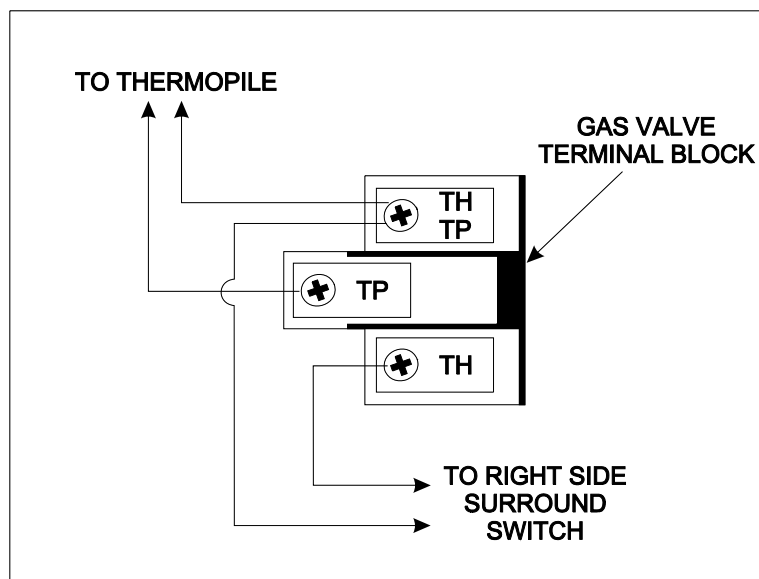 TO THERMOPILE
GAS VALVE
TERMINAL BLOCK
TH
TP
TP
TH
TO RIGHT SIDE
SURROUND
SWITCH